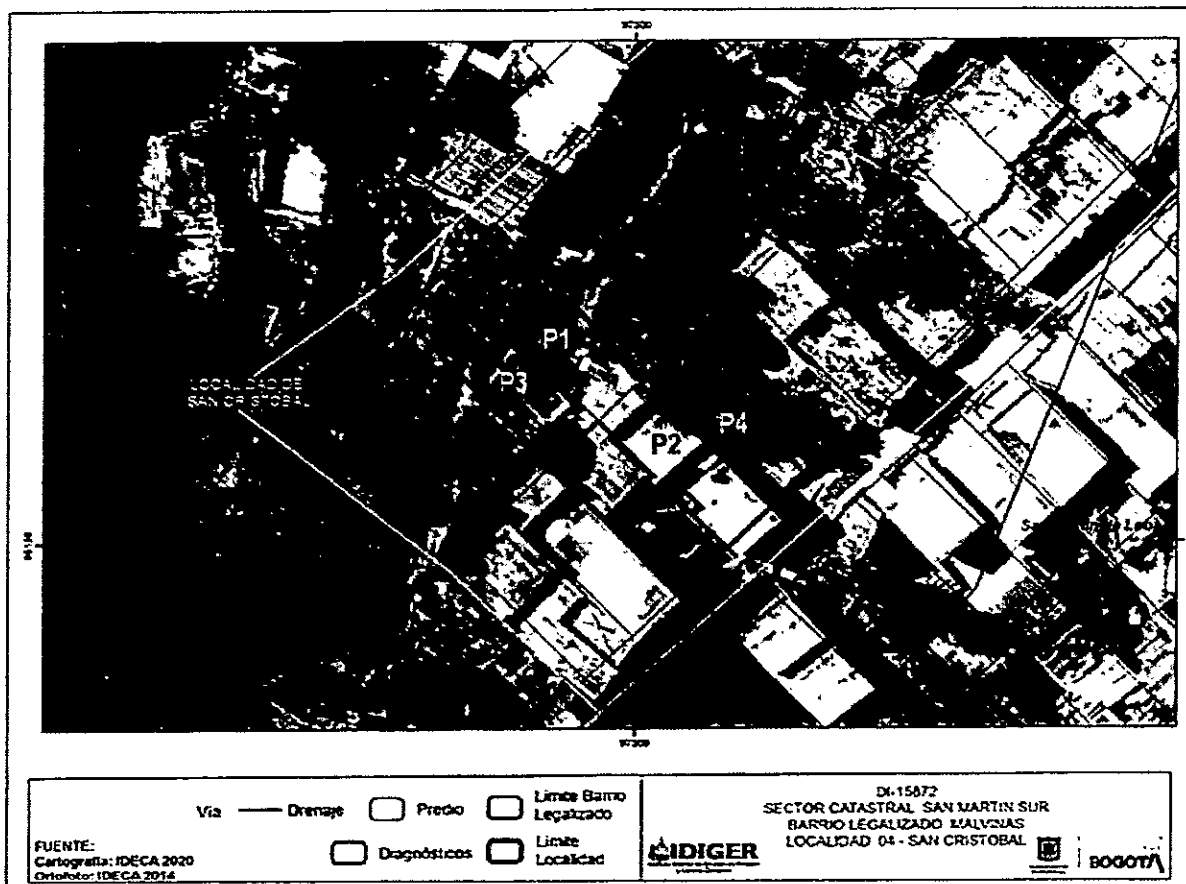 97300
P1
P3
LOCALIDAD DE
SAN CRISTOBAL
P4
P2
97300
Via
Drenaje
Predio
Limite Barrio
Legalizado
Diagnósticos
Limite
Localidad
FUENTE:
Cartografía: IDECA 2020
Ortofoto: IDECA 2014
DI-15872
SECTOR CATASTRAL SAN MARTIN SUR
BARRIO LEGALIZADO MALVINAS
LOCALIDAD 04 - SAN CRISTOBAL
IDIGER
BOGOTÁ